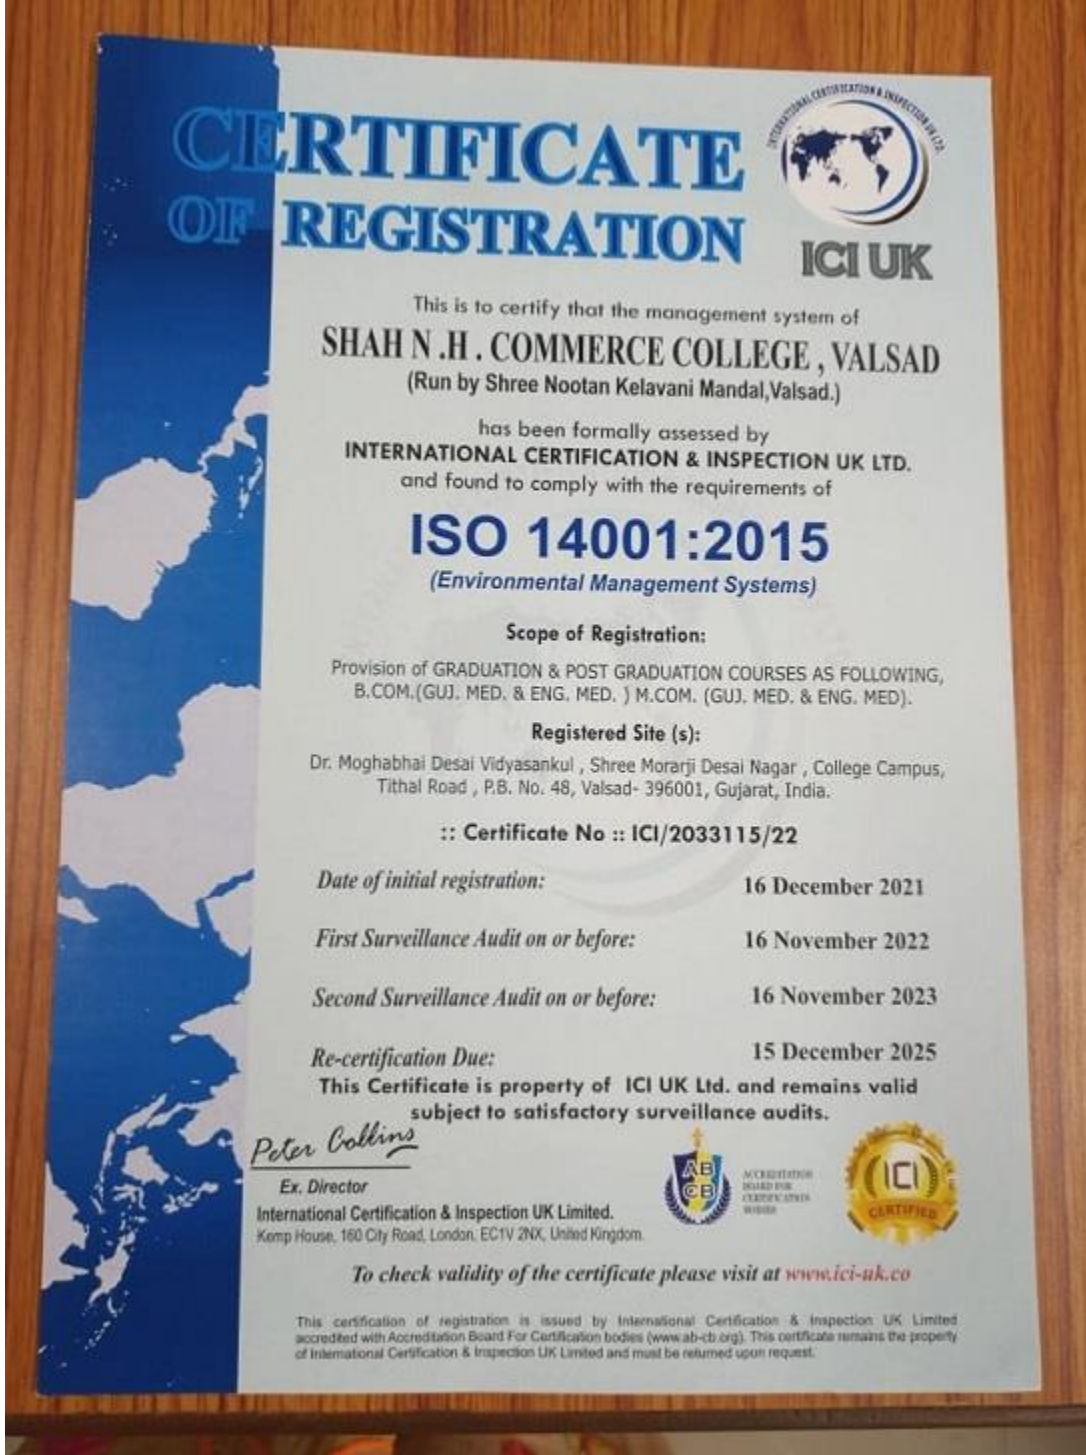 CERTIFICATE
OF REGISTRATION
INTERNATIONAL CERTIFICATION & INSPECTION UK LTD.
ICI UK
This is to certify that the management system of
SHAH N .H . COMMERCE COLLEGE , VALSAD
(Run by Shree Nootan Kelavani Mandal,Valsad.)
has been formally assessed by
INTERNATIONAL CERTIFICATION & INSPECTION UK LTD.
and found to comply with the requirements of
ISO 14001:2015
(Environmental Management Systems)
Scope of Registration:
Provision of GRADUATION & POST GRADUATION COURSES AS FOLLOWING,
B.COM.(GUJ. MED. & ENG. MED. ) M.COM. (GUJ. MED. & ENG. MED).
Registered Site (s):
Dr. Moghabhai Desai Vidyasankul , Shree Morarji Desai Nagar , College Campus,
Tithal Road , P.B. No. 48, Valsad- 396001, Gujarat, India.
:: Certificate No :: ICI/2033115/22
Date of initial registration: 16 December 2021
First Surveillance Audit on or before: 16 November 2022
Second Surveillance Audit on or before: 16 November 2023
Re-certification Due: 15 December 2025
This Certificate is property of ICI UK Ltd. and remains valid
subject to satisfactory surveillance audits.
Peter Collins
Ex. Director
International Certification & Inspection UK Limited.
Kemp House, 160 City Road, London, EC1V 2NX, United Kingdom.
AB
CB
ACCREDITATION
BOARD FOR
CERTIFICATION
BODIES
ICI
CERTIFIED
To check validity of the certificate please visit at www.ici-uk.co
This certification of registration is issued by International Certification & Inspection UK Limited
accredited with Accreditation Board For Certification bodies (www.ab-cb.org). This certificate remains the property
of International Certification & Inspection UK Limited and must be returned upon request.